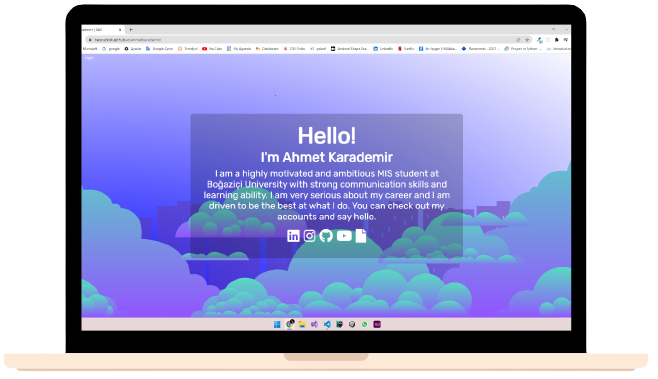 Hello!
I'm Ahmet Karademir
I am a highly motivated and ambitious MIS student at
Boğaziçi University with strong communication skills and
learning ability. I am very serious about my career and I am
driven to be the best at what I do. You can check out my
accounts and say hello.